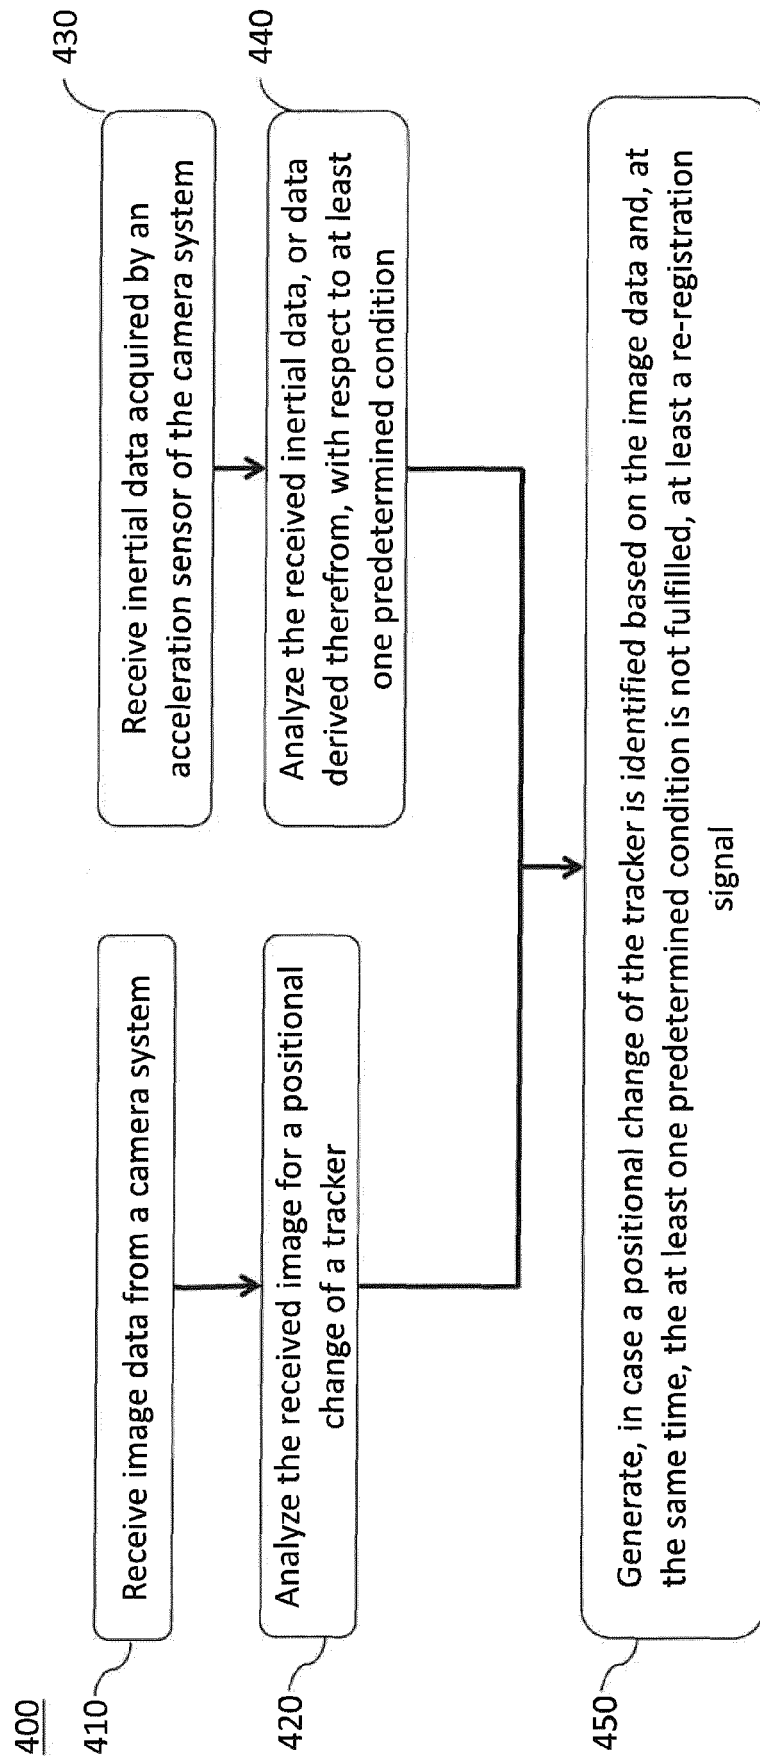 400
410
Receive image data from a camera system
420
Analyze the received image for a positional
change of a tracker
430
Receive inertial data acquired by an
acceleration sensor of the camera system
440
Analyze the received inertial data, or data
derived therefrom, with respect to at least
one predetermined condition
450
Generate, in case a positional change of the tracker is identified based on the image data and, at
the same time, the at least one predetermined condition is not fulfilled, at least a re-registration
signal